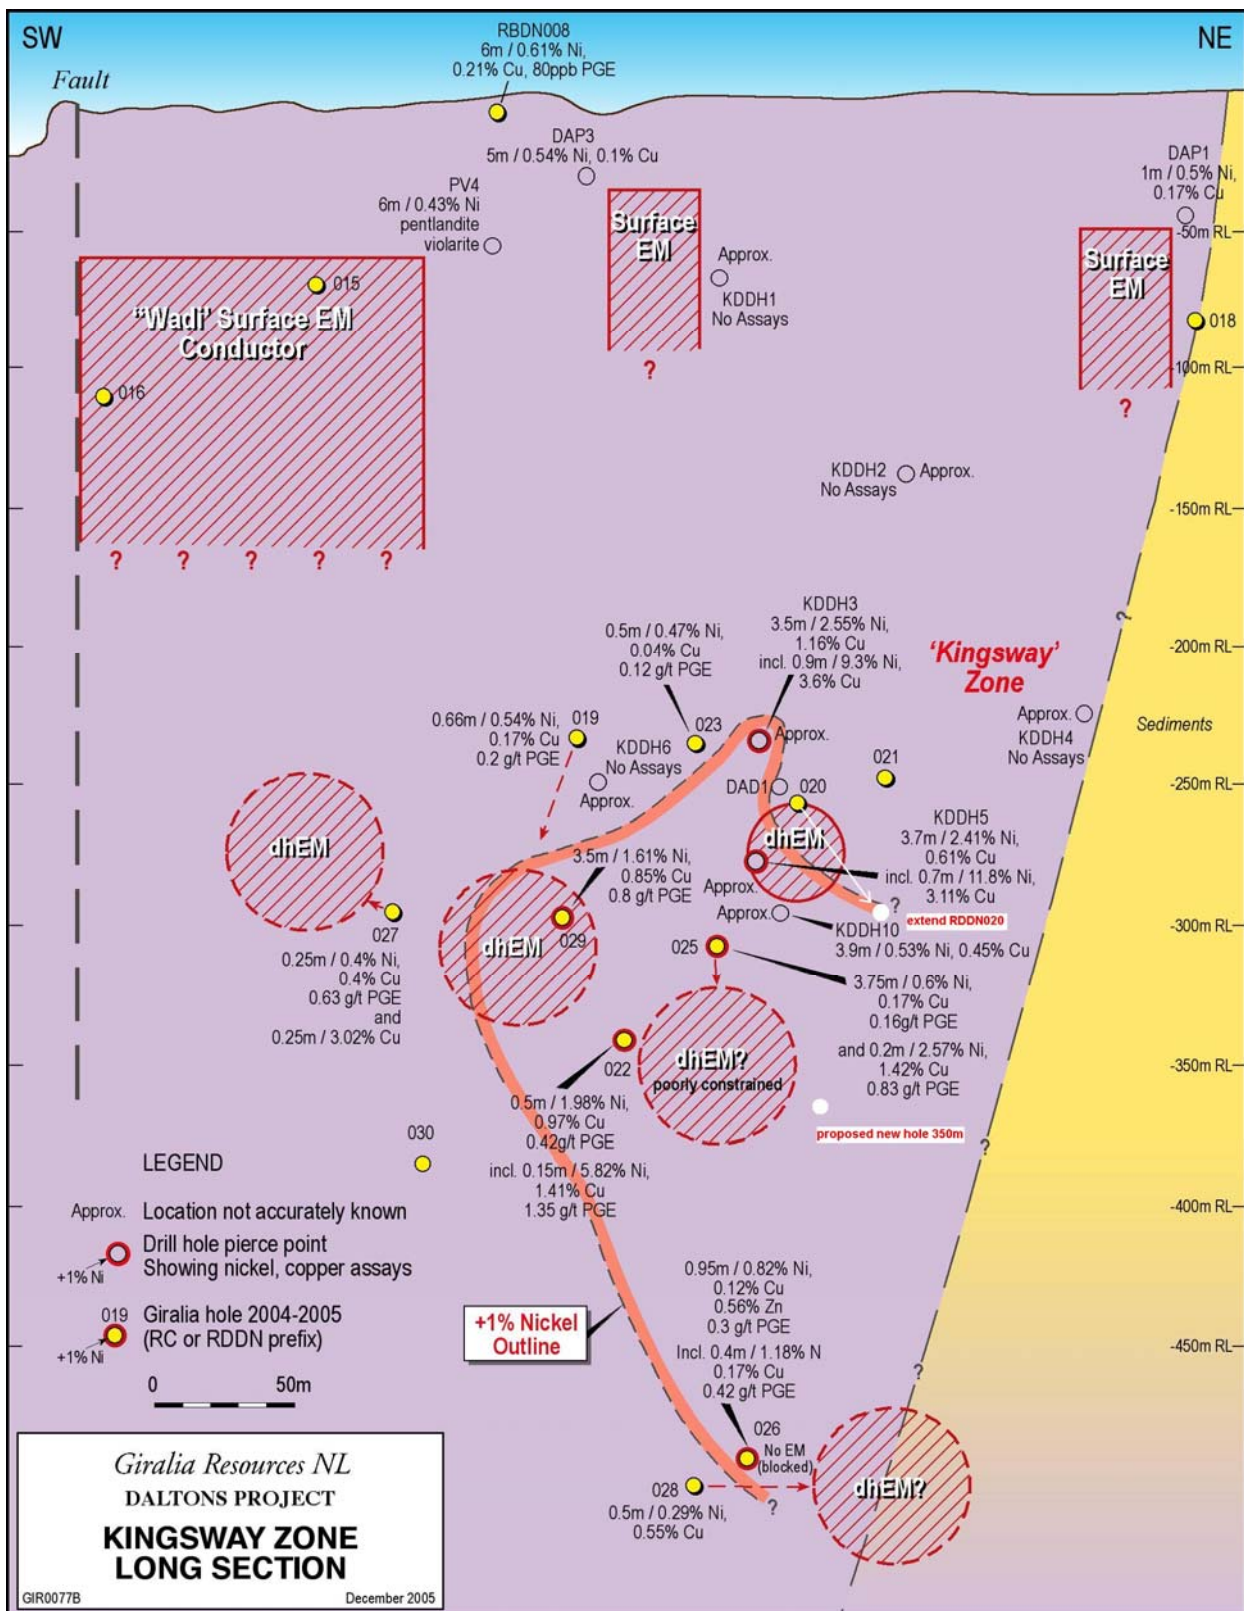 SW
NE
Fault
RBDN008
6m / 0.61% Ni,
0.21% Cu, 80ppb PGE
DAP3
5m / 0.54% Ni, 0.1% Cu
PV4
6m / 0.43% Ni
pentlandite
violarite
DAP1
1m / 0.5% Ni,
0.17% Cu
-50m RL
Surface
EM
Approx.
KDDH1
No Assays
?
Surface
EM
?
018
-100m RL
015
"Wadi' Surface EM
Conductor
016
? ? ? ? ?
KDDH2
No Assays
Approx.
-150m RL
?
-200m RL
KDDH3
3.5m / 2.55% Ni,
1.16% Cu
incl. 0.9m / 9.3% Ni,
3.6% Cu
0.5m / 0.47% Ni,
0.04% Cu
0.12 g/t PGE
'Kingsway'
Zone
Approx.
KDDH4
No Assays
Sediments
0.66m / 0.54% Ni,
0.17% Cu
0.2 g/t PGE
019
KDDH6
No Assays
Approx.
023
Approx.
021
-250m RL
DAD1
020
dhEM
dhEM
KDDH5
3.7m / 2.41% Ni,
0.61% Cu
incl. 0.7m / 11.8% Ni,
3.11% Cu
3.5m / 1.61% Ni,
0.85% Cu
0.8 g/t PGE
Approx.
Approx.
?
extend RDDN020
-300m RL
KDDH10
3.9m / 0.53% Ni, 0.45% Cu
027
0.25m / 0.4% Ni,
0.4% Cu
0.63 g/t PGE
and
0.25m / 3.02% Cu
dhEM
029
025
3.75m / 0.6% Ni,
0.17% Cu
0.16g/t PGE
and 0.2m / 2.57% Ni,
1.42% Cu
0.83 g/t PGE
-350m RL
022
dhEM?
poorly constrained
0.5m / 1.98% Ni,
0.97% Cu
0.42g/t PGE
incl. 0.15m / 5.82% Ni,
1.41% Cu
1.35 g/t PGE
proposed new hole 350m
?
030
-400m RL
LEGEND
Approx. Location not accurately known
+1% Ni
Drill hole pierce point
Showing nickel, copper assays
019
+1% Ni
Giralia hole 2004-2005
(RC or RDDN prefix)
0 50m
+1% Nickel
Outline
0.95m / 0.82% Ni,
0.12% Cu
0.56% Zn
0.3 g/t PGE
Incl. 0.4m / 1.18% N
0.17% Cu
0.42 g/t PGE
-450m RL
?
026
No EM
(blocked)
028
0.5m / 0.29% Ni,
0.55% Cu
?
dhEM?
Giralia Resources NL
DALTONS PROJECT
KINGSWAY ZONE
LONG SECTION
GIR0077B
December 2005